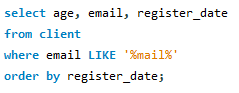 select age, email, register_date
from client
where email LIKE '%mail%'
order by register_date;